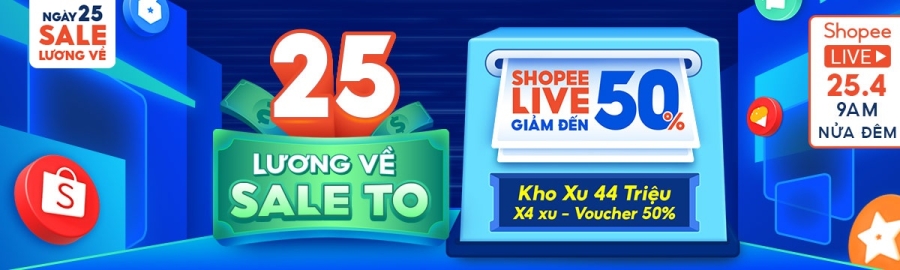 NGÀY 25
SALE
LƯƠNG VỀ
25
LƯƠNG VỀ
SALE TO
SHOPEE
LIVE
GIẢM ĐẾN
50%
Kho Xu 44 Triệu
X4 xu - Voucher 50%
Shopee
LIVE
25.4
9AM
NỬA ĐÊM
S
$
$